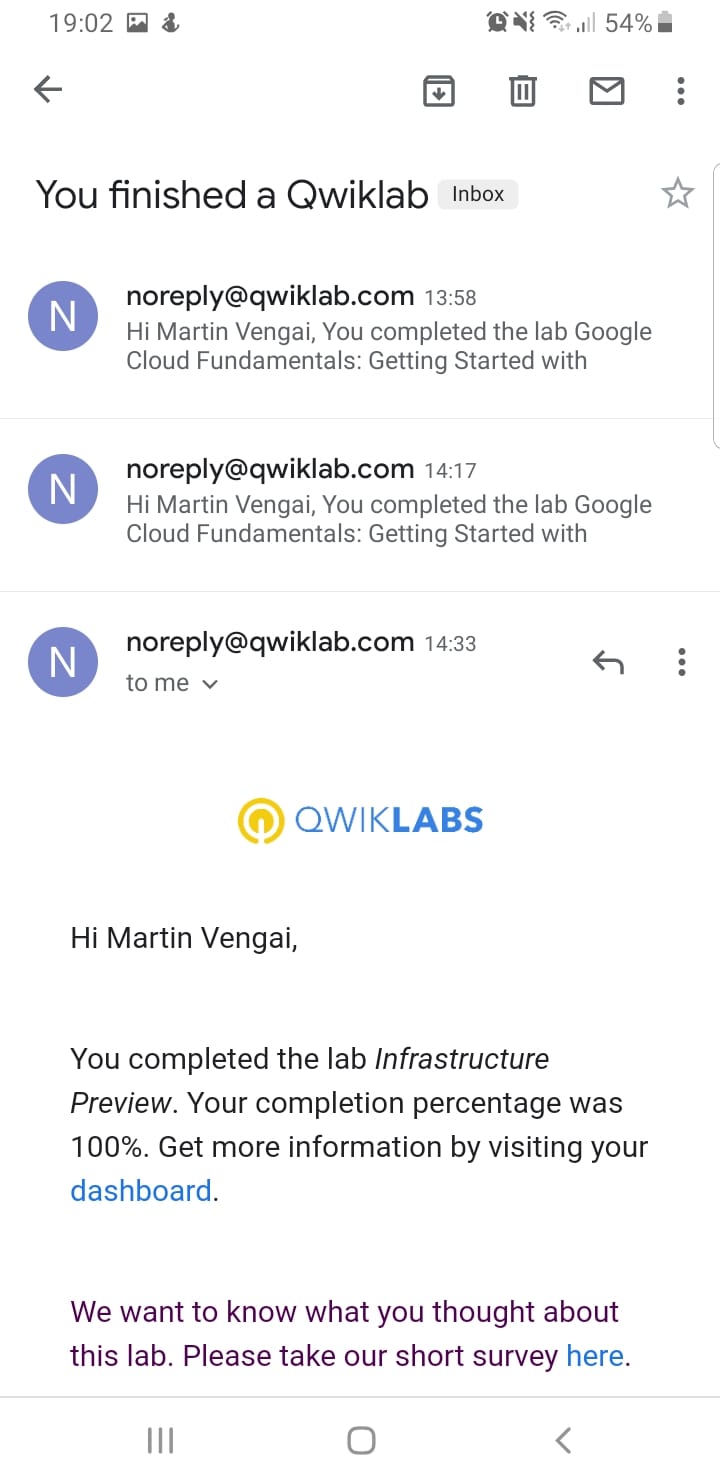 19:02 54%
You finished a Qwiklab Inbox
N
noreply@qwiklab.com 13:58
Hi Martin Vengai, You completed the lab Google
Cloud Fundamentals: Getting Started with
N
noreply@qwiklab.com 14:17
Hi Martin Vengai, You completed the lab Google
Cloud Fundamentals: Getting Started with
N
noreply@qwiklab.com 14:33
to me
QWIKLABS
Hi Martin Vengai,
You completed the lab Infrastructure
Preview. Your completion percentage was
100%. Get more information by visiting your
dashboard.
We want to know what you thought about
this lab. Please take our short survey here.